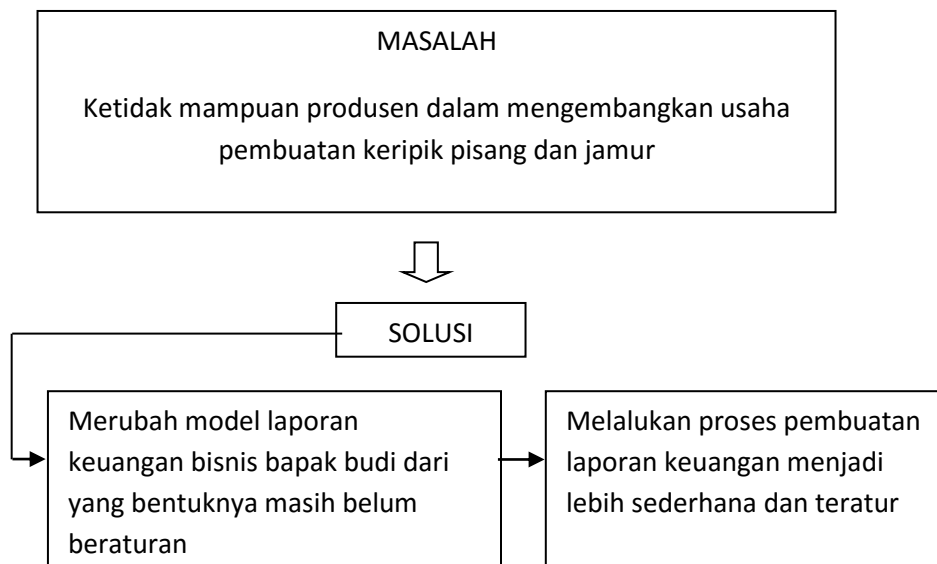 MASALAH
Ketidak mampuan produsen dalam mengembangkan usaha
pembuatan keripik pisang dan jamur
SOLUSI
Merubah model laporan
keuangan bisnis bapak budi dari
yang bentuknya masih belum
beraturan
Melalukan proses pembuatan
laporan keuangan menjadi
lebih sederhana dan teratur